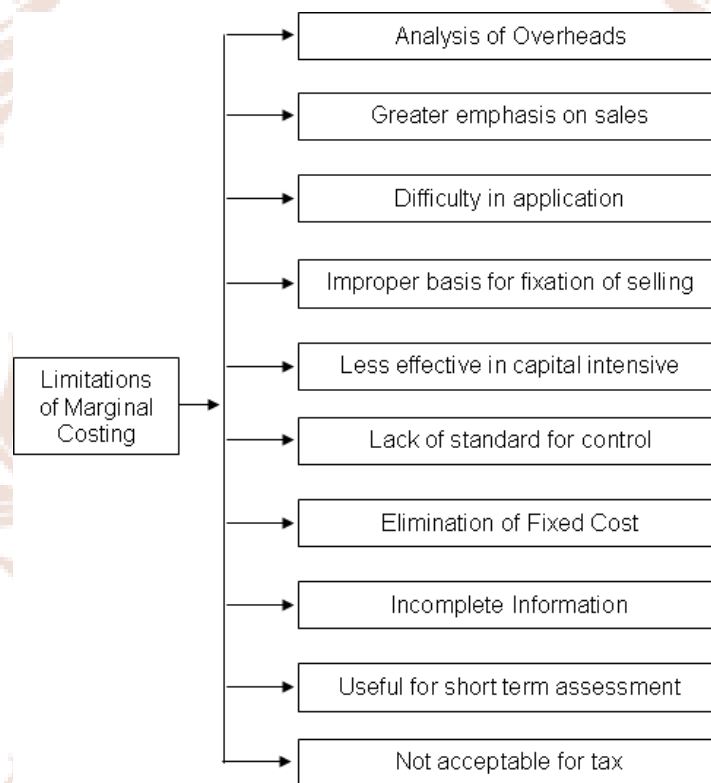 Analysis of Overheads
Greater emphasis on sales
Difficulty in application
Improper basis for fixation of selling
Limitations
of Marginal
Costing
Less effective in capital intensive
Lack of standard for control
Elimination of Fixed Cost
Incomplete Information
Useful for short term assessment
Not acceptable for tax